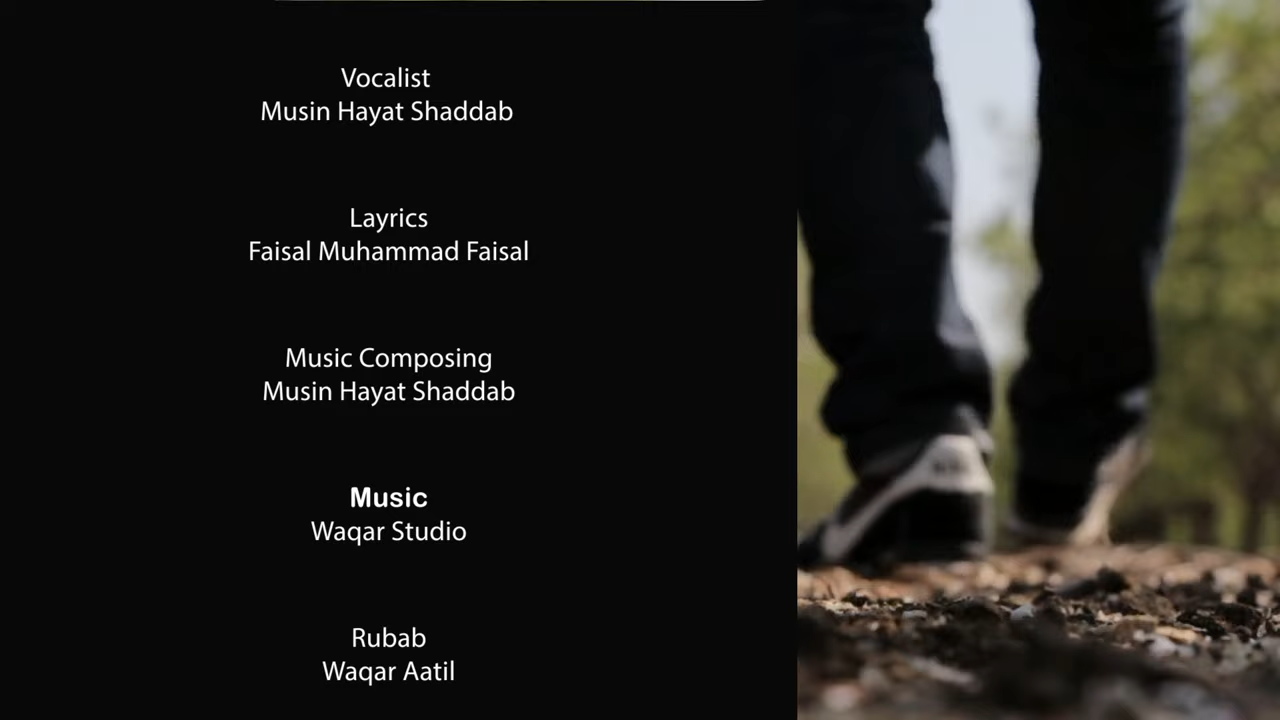 Vocalist
Musin Hayat Shaddab
Layrics
Faisal Muhammad Faisal
Music Composing
Musin Hayat Shaddab
Music
Waqar Studio
Rubab
Waqar Aatil